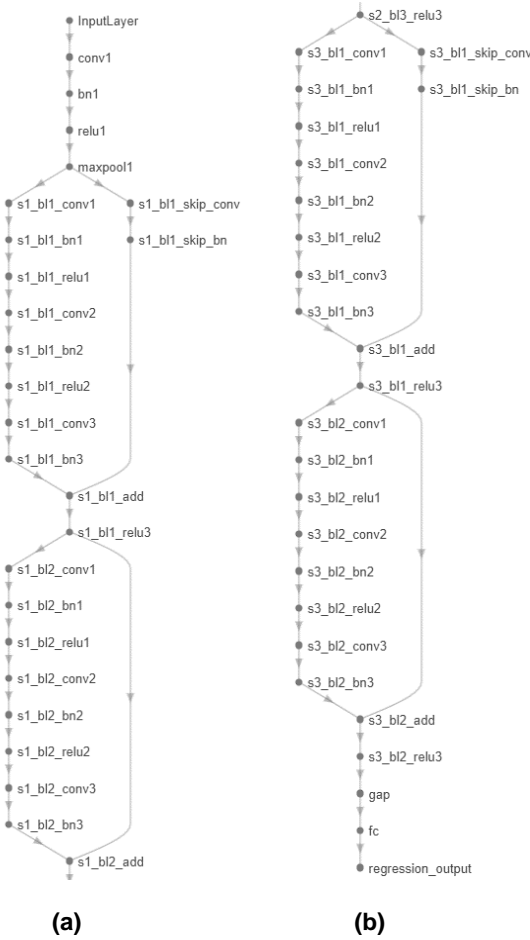 InputLayer
conv1
bn1
relu1
maxpool1
s1_bl1_conv1
s1_bl1_skip_conv
s1_bl1_bn1
s1_bl1_skip_bn
s1_bl1_relu1
s1_bl1_conv2
s1_bl1_bn2
s1_bl1_relu2
s1_bl1_conv3
s1_bl1_bn3
s1_bl1_add
s1_bl1_relu3
s1_bl2_conv1
s1_bl2_bn1
s1_bl2_relu1
s1_bl2_conv2
s1_bl2_bn2
s1_bl2_relu2
s1_bl2_conv3
s1_bl2_bn3
s1_bl2_add
(a)
s2_bl3_relu3
s3_bl1_conv1
s3_bl1_skip_conv
s3_bl1_bn1
s3_bl1_skip_bn
s3_bl1_relu1
s3_bl1_conv2
s3_bl1_bn2
s3_bl1_relu2
s3_bl1_conv3
s3_bl1_bn3
s3_bl1_add
s3_bl1_relu3
s3_bl2_conv1
s3_bl2_bn1
s3_bl2_relu1
s3_bl2_conv2
s3_bl2_bn2
s3_bl2_relu2
s3_bl2_conv3
s3_bl2_bn3
s3_bl2_add
s3_bl2_relu3
gap
fc
regression_output
(b)